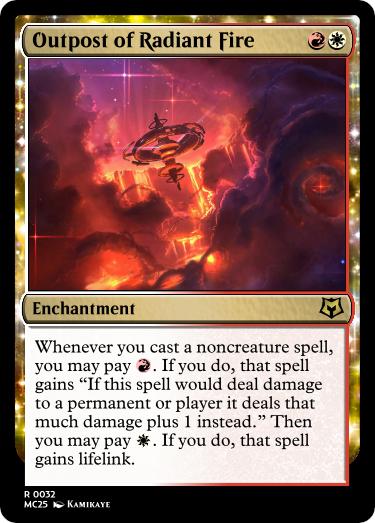 Outpost of Radiant Fire
Enchantment
Whenever you cast a noncreature spell,
you may pay . If you do, that spell
gains “If this spell would deal damage
to a permanent or player it deals that
much damage plus 1 instead.” Then
you may pay . If you do, that spell
gains lifelink.
R 0032
MC25 Kamikaye